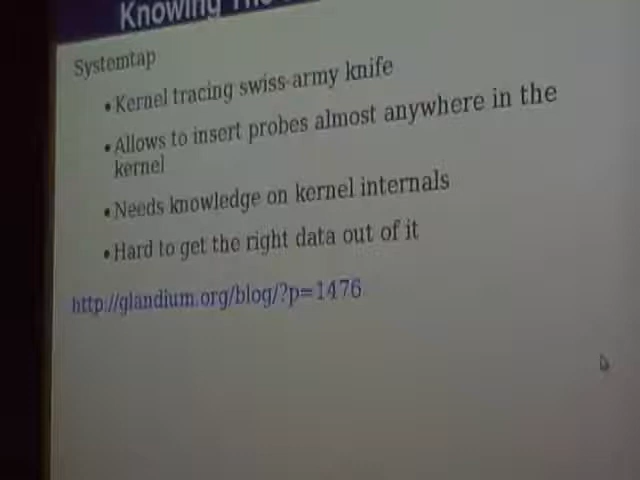 Knowing The
Systemtap
•Kernel tracing swiss-army knife
•Allows to insert probes almost anywhere in the
kernel
•Needs knowledge on kernel internals
•Hard to get the right data out of it
http://glandium.org/blog/?p=1476